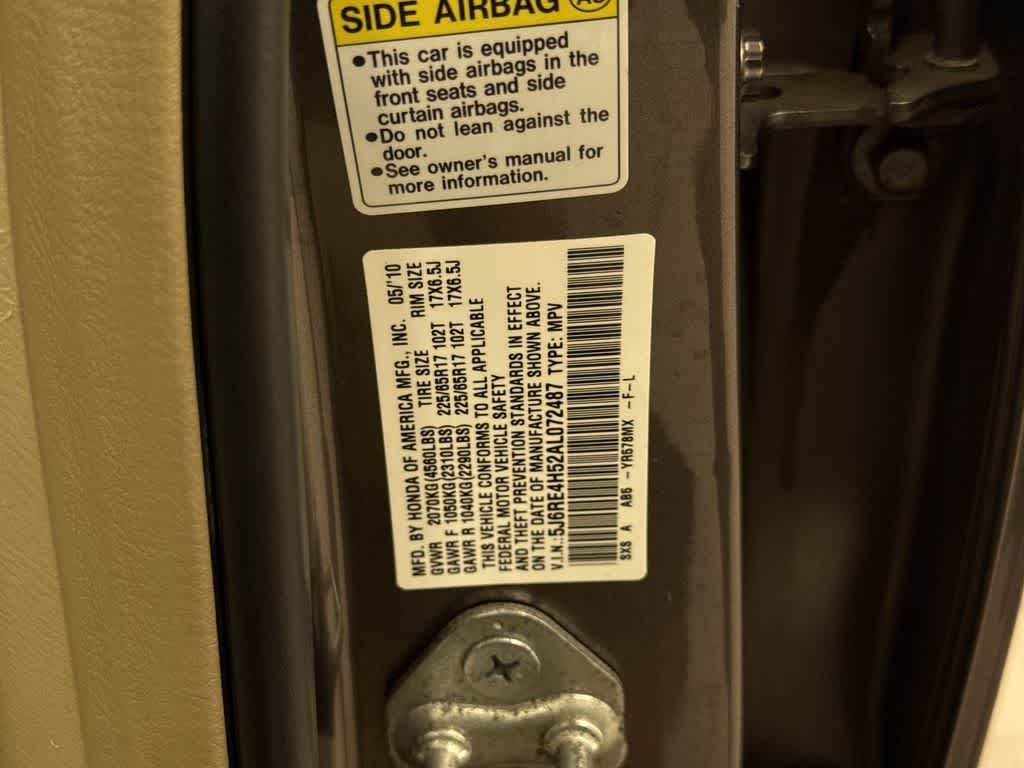 SIDE AIRBAG
•This car is equipped
with side airbags in the
front seats and side
curtain airbags.
•Do not lean against the
door.
•See owner's manual for
more information.
MFD. BY HONDA OF AMERICA MFG., INC. 05/'10
GVWR 2070KG(4560LBS) TIRE SIZE RIM SIZE
GAWR F 1050KG(2310LBS) 225/65R17 102T 17X6.5J
GAWR R 1040KG(2290LBS) 225/65R17 102T 17X6.5J
THIS VEHICLE CONFORMS TO ALL APPLICABLE
FEDERAL MOTOR VEHICLE SAFETY
AND THEFT PREVENTION STANDARDS IN EFFECT
ON THE DATE OF MANUFACTURE SHOWN ABOVE.
V.I.N.:5J6RE4H52AL072487 TYPE: MPV
SXS A AB6 -YR578MX -F-L